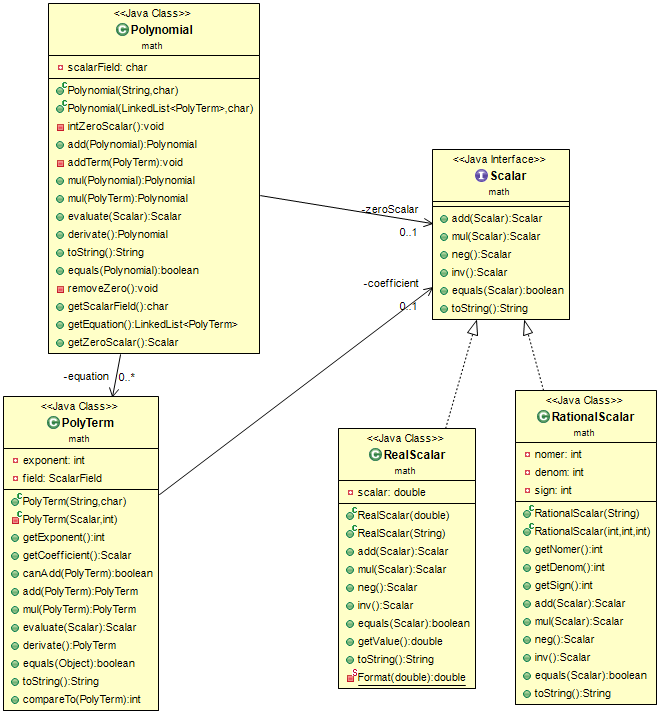 <<Java Class>>
Polynomial
math
scalarField: char
Polynomial(String,char)
Polynomial(LinkedList<PolyTerm>,char)
intZeroScalar():void
add(Polynomial):Polynomial
addTerm(PolyTerm):void
mul(Polynomial):Polynomial
mul(PolyTerm):Polynomial
evaluate(Scalar):Scalar
derivate():Polynomial
toString():String
equals(Polynomial):boolean
removeZero():void
getScalarField():char
getEquation():LinkedList<PolyTerm>
getZeroScalar():Scalar
-zeroScalar
0..1
-coefficient
0..1
-equation
0..*
<<Java Interface>>
Scalar
math
add(Scalar):Scalar
mul(Scalar):Scalar
neg():Scalar
inv():Scalar
equals(Scalar):boolean
toString():String
<<Java Class>>
PolyTerm
math
exponent: int
field: ScalarField
PolyTerm(String,char)
PolyTerm(Scalar,int)
getExponent():int
getCoefficient():Scalar
canAdd(PolyTerm):boolean
add(PolyTerm):PolyTerm
mul(PolyTerm):PolyTerm
evaluate(Scalar):Scalar
derivate():PolyTerm
equals(Object):boolean
toString():String
compareTo(PolyTerm):int
<<Java Class>>
RealScalar
math
scalar: double
RealScalar(double)
RealScalar(String)
add(Scalar):Scalar
mul(Scalar):Scalar
neg():Scalar
inv():Scalar
equals(Scalar):boolean
getValue():double
toString():String
Format(double):double
<<Java Class>>
RationalScalar
math
nomer: int
denom: int
sign: int
RationalScalar(String)
RationalScalar(int,int,int)
getNomer():int
getDenom():int
getSign():int
add(Scalar):Scalar
mul(Scalar):Scalar
neg():Scalar
inv():Scalar
equals(Scalar):boolean
toString():String